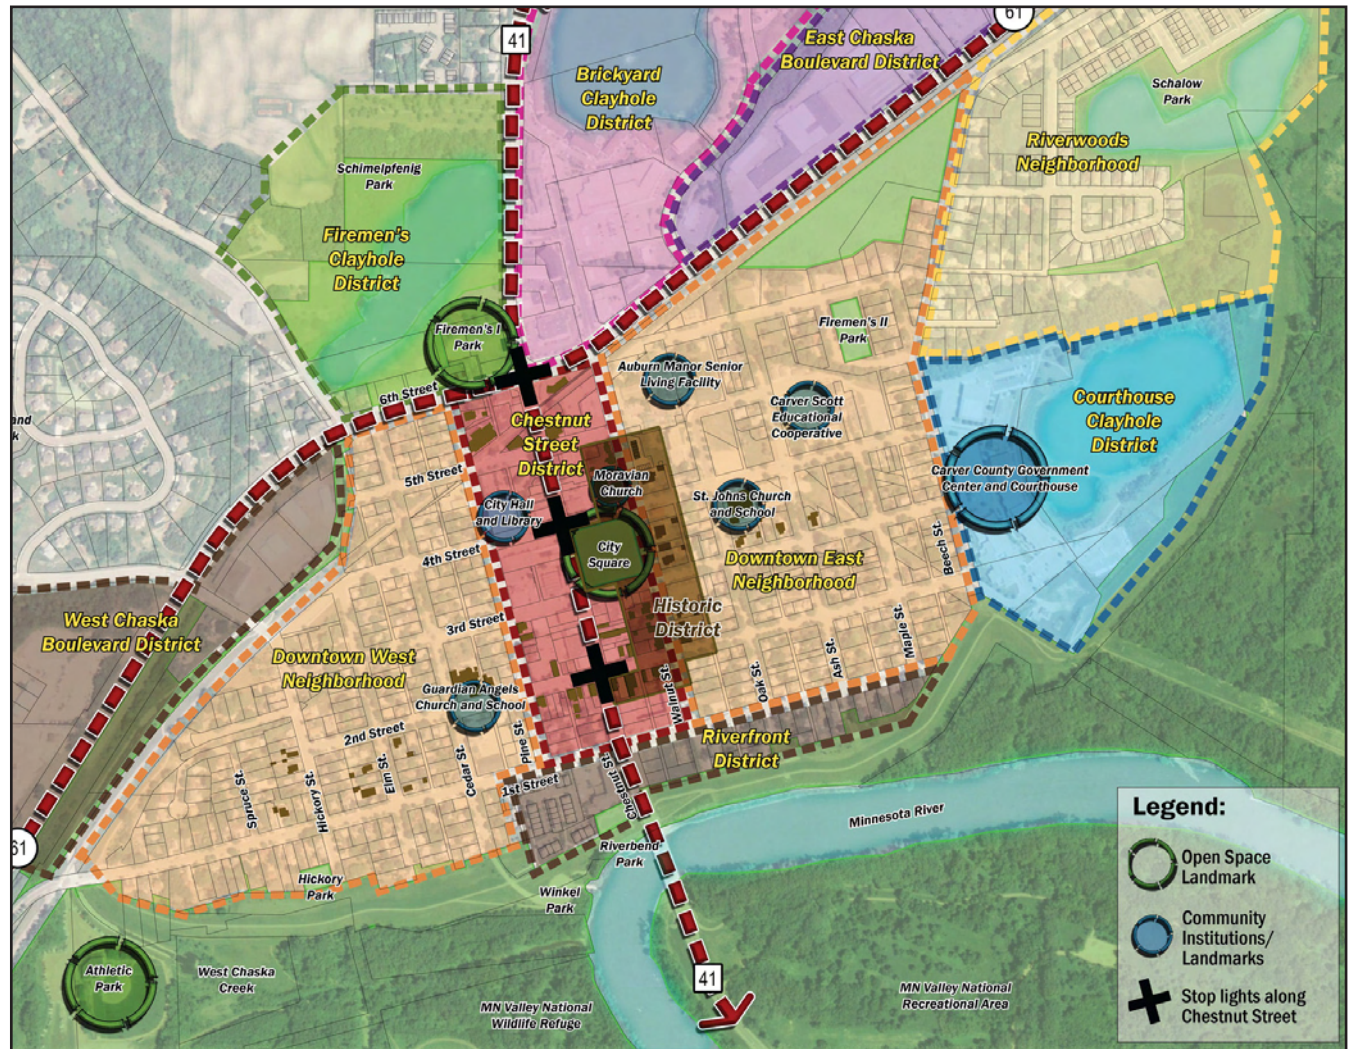 41
61
East Chaska
Boulevard District
Brickyard
Clayhole
District
Schalow
Park
Riverwoods
Neighborhood
Schimelpfenig
Park
Firemen's
Clayhole
District
Firemen's I
Park
Firemen's II
Park
6th Street
Auburn Manor Senior
Living Facility
Carver Scott
Educational
Cooperative
Courthouse
Clayhole
District
Chestnut
Street
District
5th Street
Moravian
Church
Carver County Government
Center and Courthouse
City Hall
and Library
St. Johns Church
and School
4th Street
City
Square
Downtown East
Neighborhood
Beech St.
West Chaska
Boulevard District
3rd Street
Historic
District
Maple St.
Ash St.
Oak St.
Walnut St.
Downtown West
Neighborhood
Guardian Angels
Church and School
2nd Street
Pine St.
Cedar St.
Elm St.
Hickory St.
Spruce St.
Riverfront
District
1st Street
Chestnut St.
61
Minnesota River
Riverbend
Park
Hickory
Park
Winkel
Park
Athletic
Park
West Chaska
Creek
41
MN Valley National
Wildlife Refuge
MN Valley National
Recreational Area
Legend:
Open Space
Landmark
Community
Institutions/
Landmarks
Stop lights along
Chestnut Street